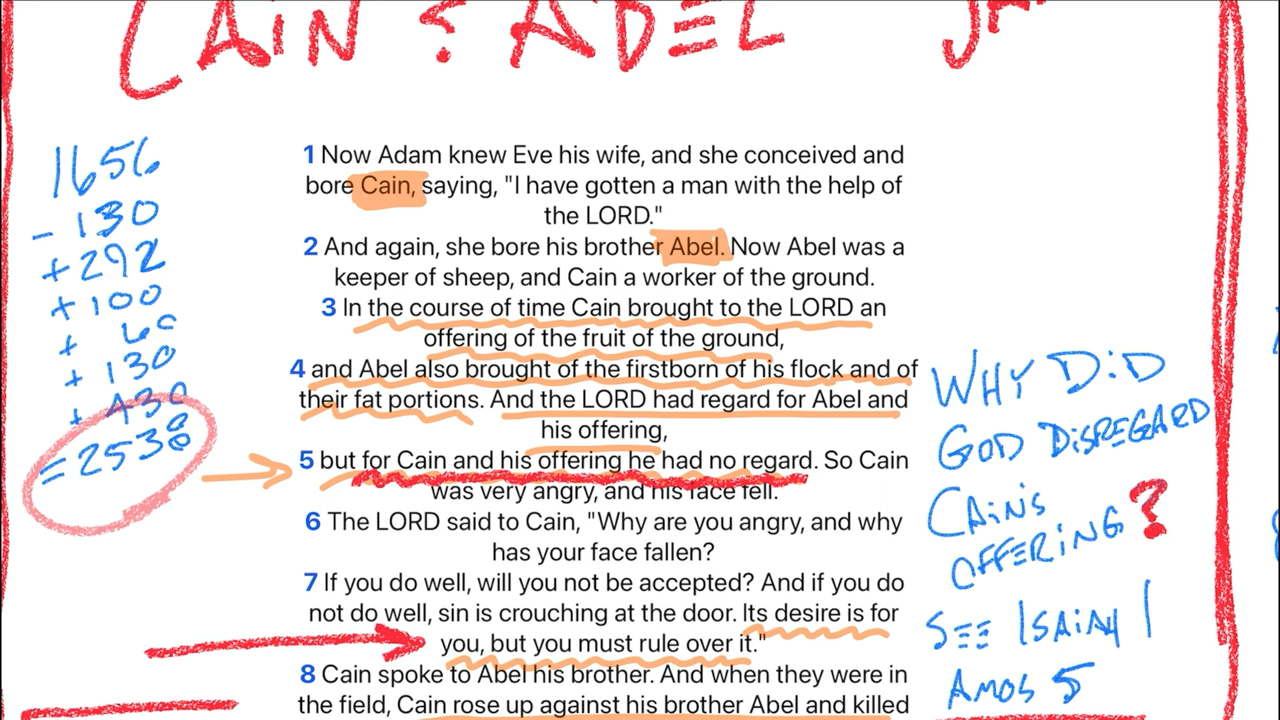 CAIN & ABEL
1656
- 130
+ 292
+ 100
+ 60
+ 130
+ 430
= 2538
1 Now Adam knew Eve his wife, and she conceived and
bore Cain, saying, "I have gotten a man with the help of
the LORD."
2 And again, she bore his brother Abel. Now Abel was a
keeper of sheep, and Cain a worker of the ground.
3 In the course of time Cain brought to the LORD an
offering of the fruit of the ground,
4 and Abel also brought of the firstborn of his flock and of
their fat portions. And the LORD had regard for Abel and
his offering,
5 but for Cain and his offering he had no regard. So Cain
was very angry, and his face fell.
6 The LORD said to Cain, "Why are you angry, and why
has your face fallen?
7 If you do well, will you not be accepted? And if you do
not do well, sin is crouching at the door. Its desire is for
you, but you must rule over it."
8 Cain spoke to Abel his brother. And when they were in
the field, Cain rose up against his brother Abel and killed
WHY DID
GOD DISREGARD
CAIN'S
OFFERING?
SEE ISAIAH 1
AMOS 5